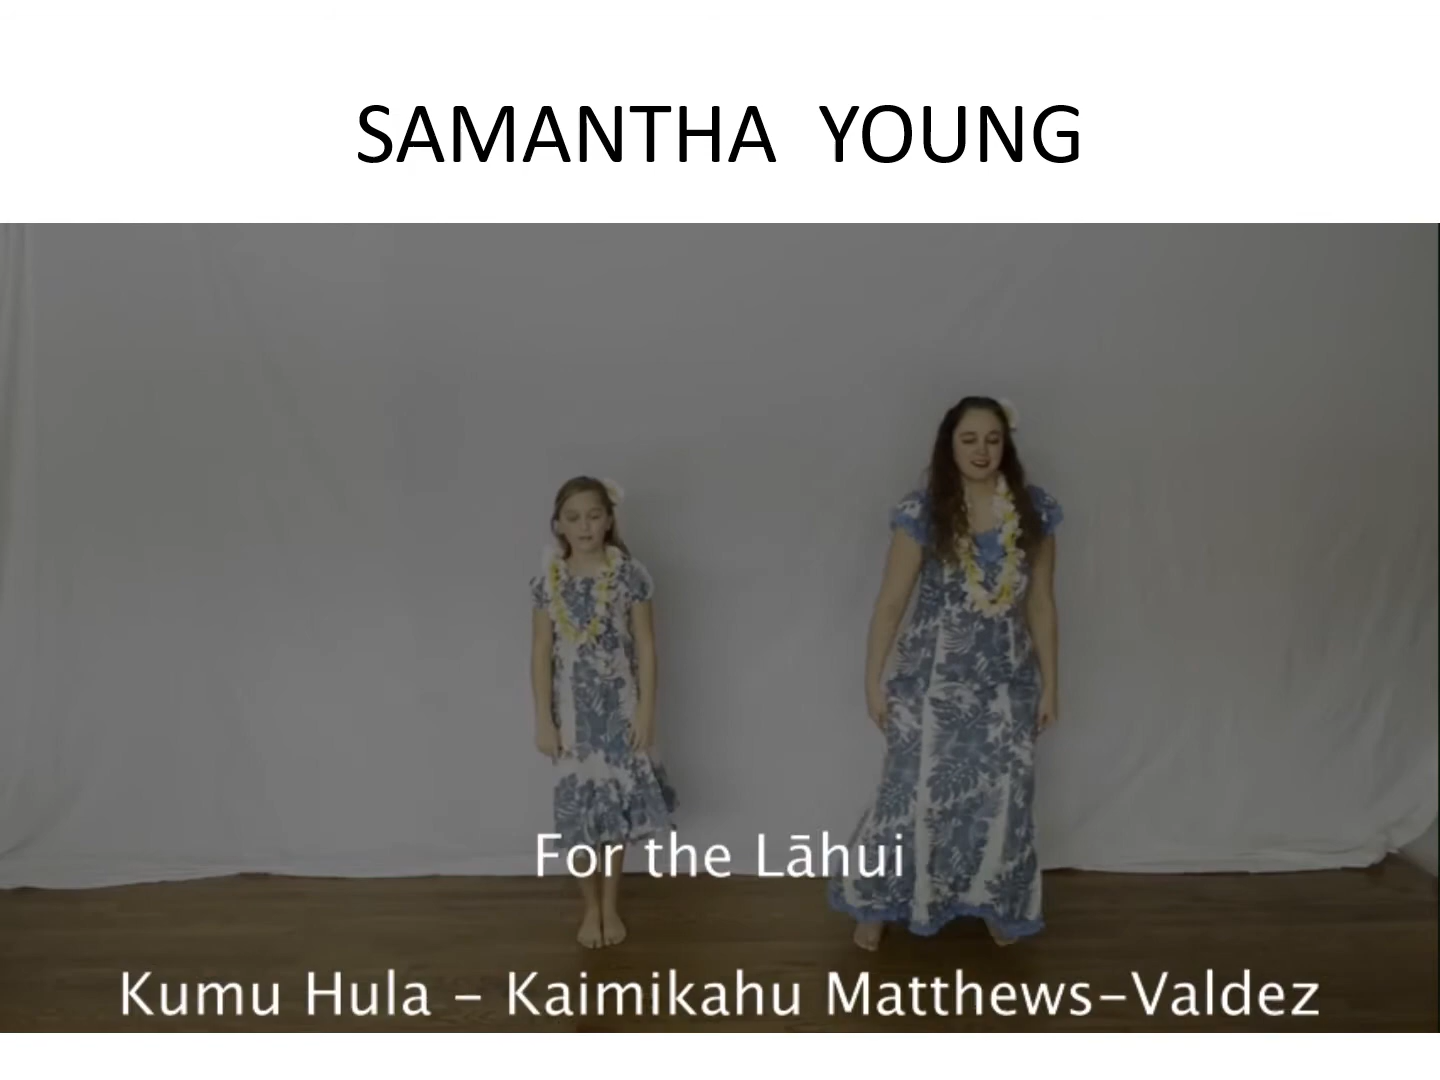 SAMANTHA YOUNG
For the Lāhui
Kumu Hula – Kaimikahu Matthews–Valdez